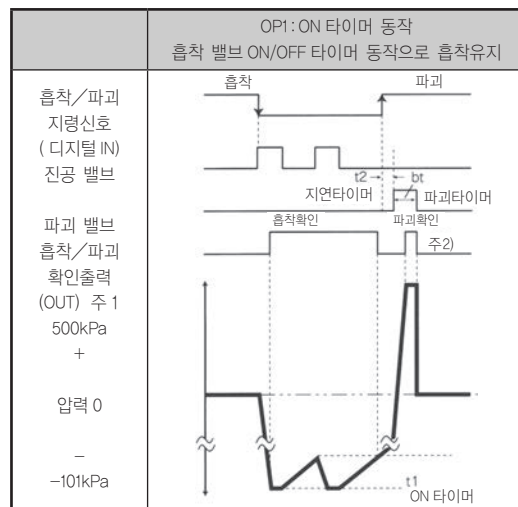 OP1 : ON 타이머 동작
흡착 밸브 ON/OFF 타이머 동작으로 흡착유지
흡착/파괴
지령신호
( 디지털 IN)
진공 밸브
파괴 밸브
흡착/파괴
확인출력
(OUT) 주 1
500kPa
+
압력 0
–
–101kPa
흡착
파괴
t2
bt
지연타이머
파괴타이머
흡착확인
파괴확인
주2)
t1
ON 타이머